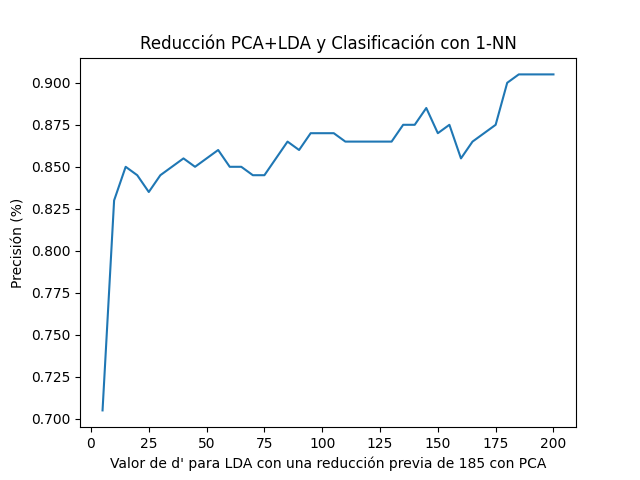 Reducción PCA+LDA y Clasificación con 1-NN
Precisión (%)
0.900
0.875
0.850
0.825
0.800
0.775
0.750
0.725
0.700
0 25 50 75 100 125 150 175 200
Valor de d' para LDA con una reducción previa de 185 con PCA